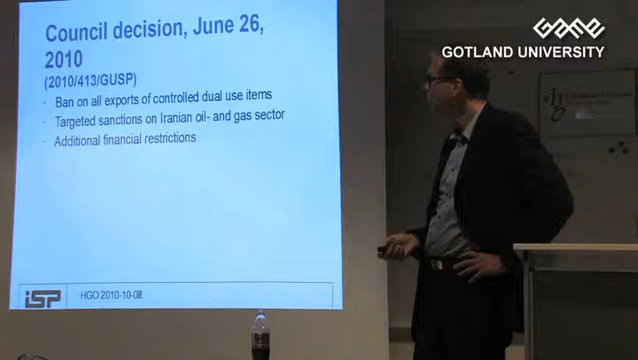 Council decision, June 26,
2010
(2010/413/GUSP)
· Ban on all exports of controlled dual use items
· Targeted sanctions on Iranian oil- and gas sector
· Additional financial restrictions
iSP
HGO 2010-10-08
GAME
GOTLAND UNIVERSITY